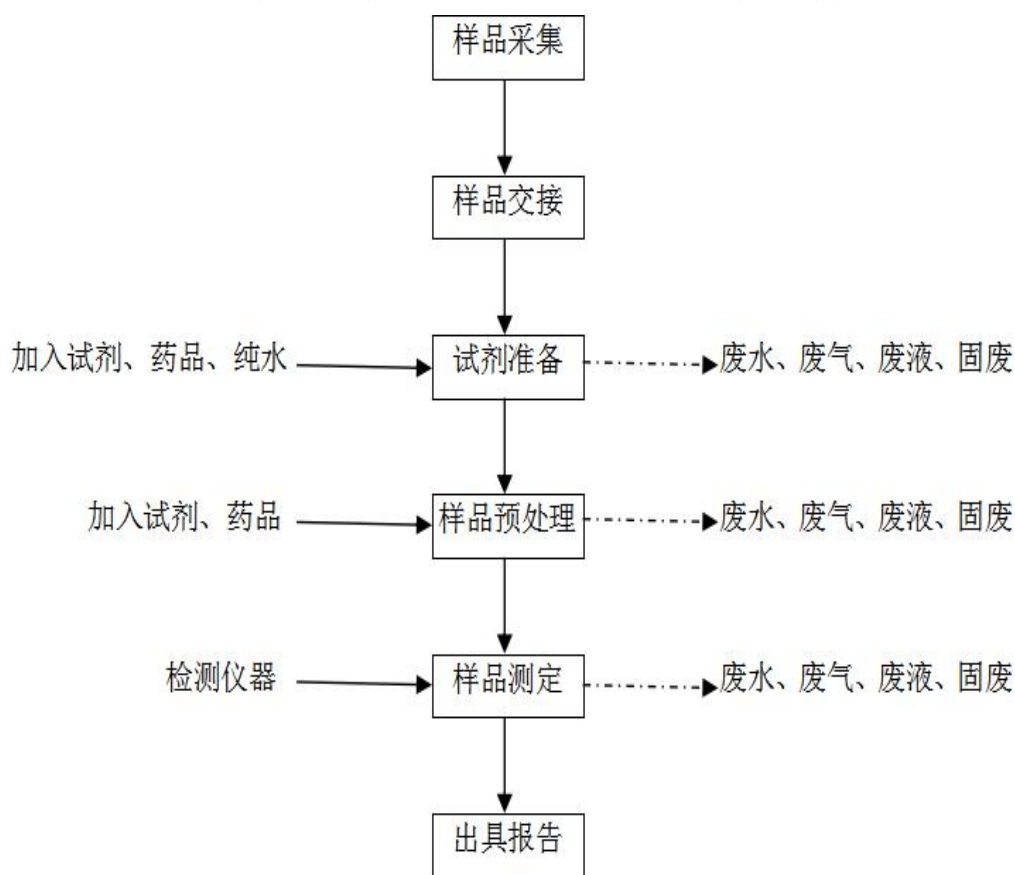 样品采集
样品交接
加入试剂、药品、纯水
试剂准备
废水、废气、废液、固废
加入试剂、药品
样品预处理
废水、废气、废液、固废
检测仪器
样品测定
废水、废气、废液、固废
出具报告